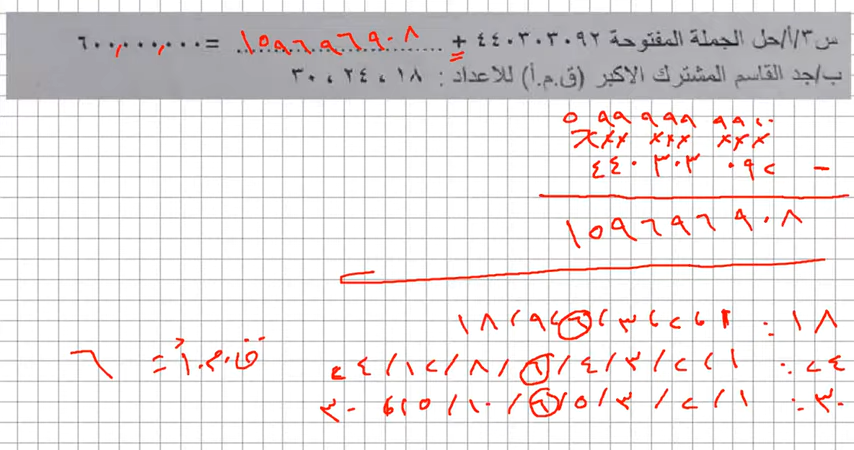 س٣/أ/حل الجملة المفتوحة ٤٤٠٣٠٣٠٩٢ + ١٥٩٦٩٦٩٠٨ = ٦٠٠,٠٠٠,٠٠٠
ب/جد القاسم المشترك الاكبر (ق.م.أ) للاعداد : ١٨ ، ٢٤ ، ٣٠
٥٩٩ ٩٩٩ ٩٩١٠
٤٤٠ ٣٠٣ ٠٩٢ −
١٥٩٦٩٦٩٠٨
١٨ : ١ ، ٢ ، ٣ ، ٦ ، ٩ ، ١٨
٢٤ : ١ / ٢ / ٣ / ٤ / ٦ / ٨ / ١٢ / ٢٤
٣٠ : ١ / ٢ / ٣ / ٥ / ٦ / ١٠ / ١٥ ، ٣٠
ق.م.أ = ٦